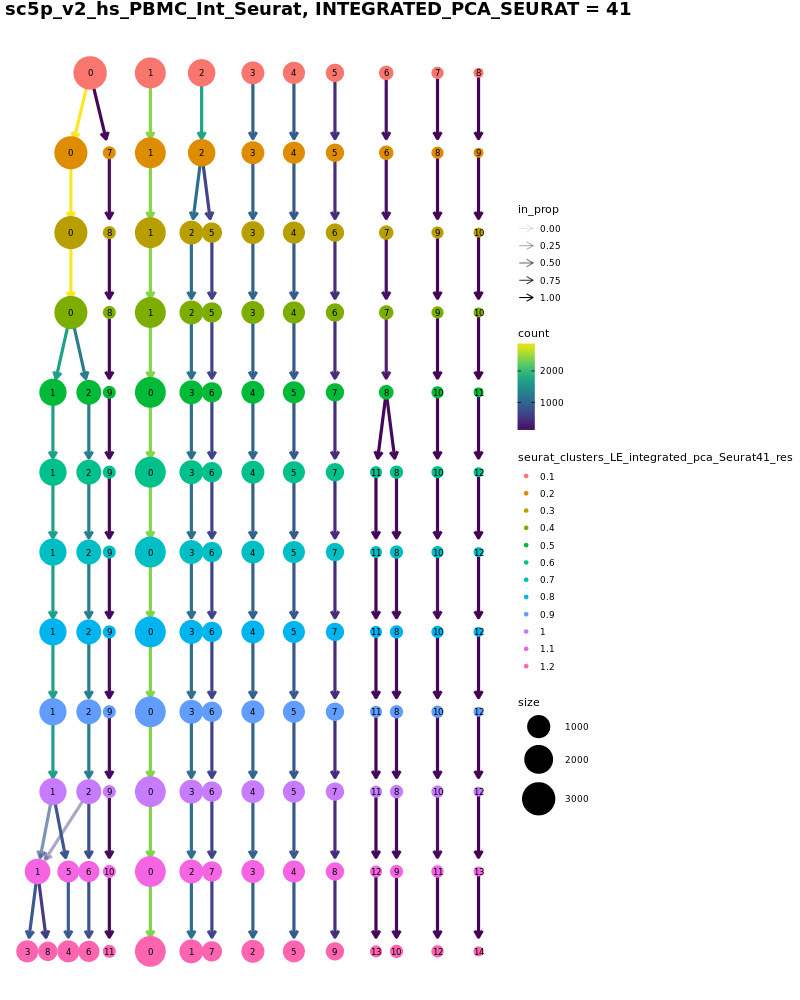 sc5p_v2_hs_PBMC_Int_Seurat, INTEGRATED_PCA_SEURAT = 41
0 1 2 3 4 5 6 7 8
0 7 1 2 3 4 5 6 8 9
0 8 1 2 5 3 4 6 7 9 10
0 8 1 2 5 3 4 6 7 9 10
1 2 9 0 3 6 4 5 7 8 10 11
1 2 9 0 3 6 4 5 7 11 8 10 12
1 2 9 0 3 6 4 5 7 11 8 10 12
1 2 9 0 3 6 4 5 7 11 8 10 12
1 2 9 0 3 6 4 5 7 11 8 10 12
1 2 9 0 3 6 4 5 7 11 8 10 12
1 5 6 10 0 2 7 3 4 8 12 9 11 13
3 8 4 6 11 0 1 7 2 5 9 13 10 12 14
in_prop
0.00
0.25
0.50
0.75
1.00
count
2000
1000
seurat_clusters_LE_integrated_pca_Seurat41_res
0.1
0.2
0.3
0.4
0.5
0.6
0.7
0.8
0.9
1
1.1
1.2
size
1000
2000
3000